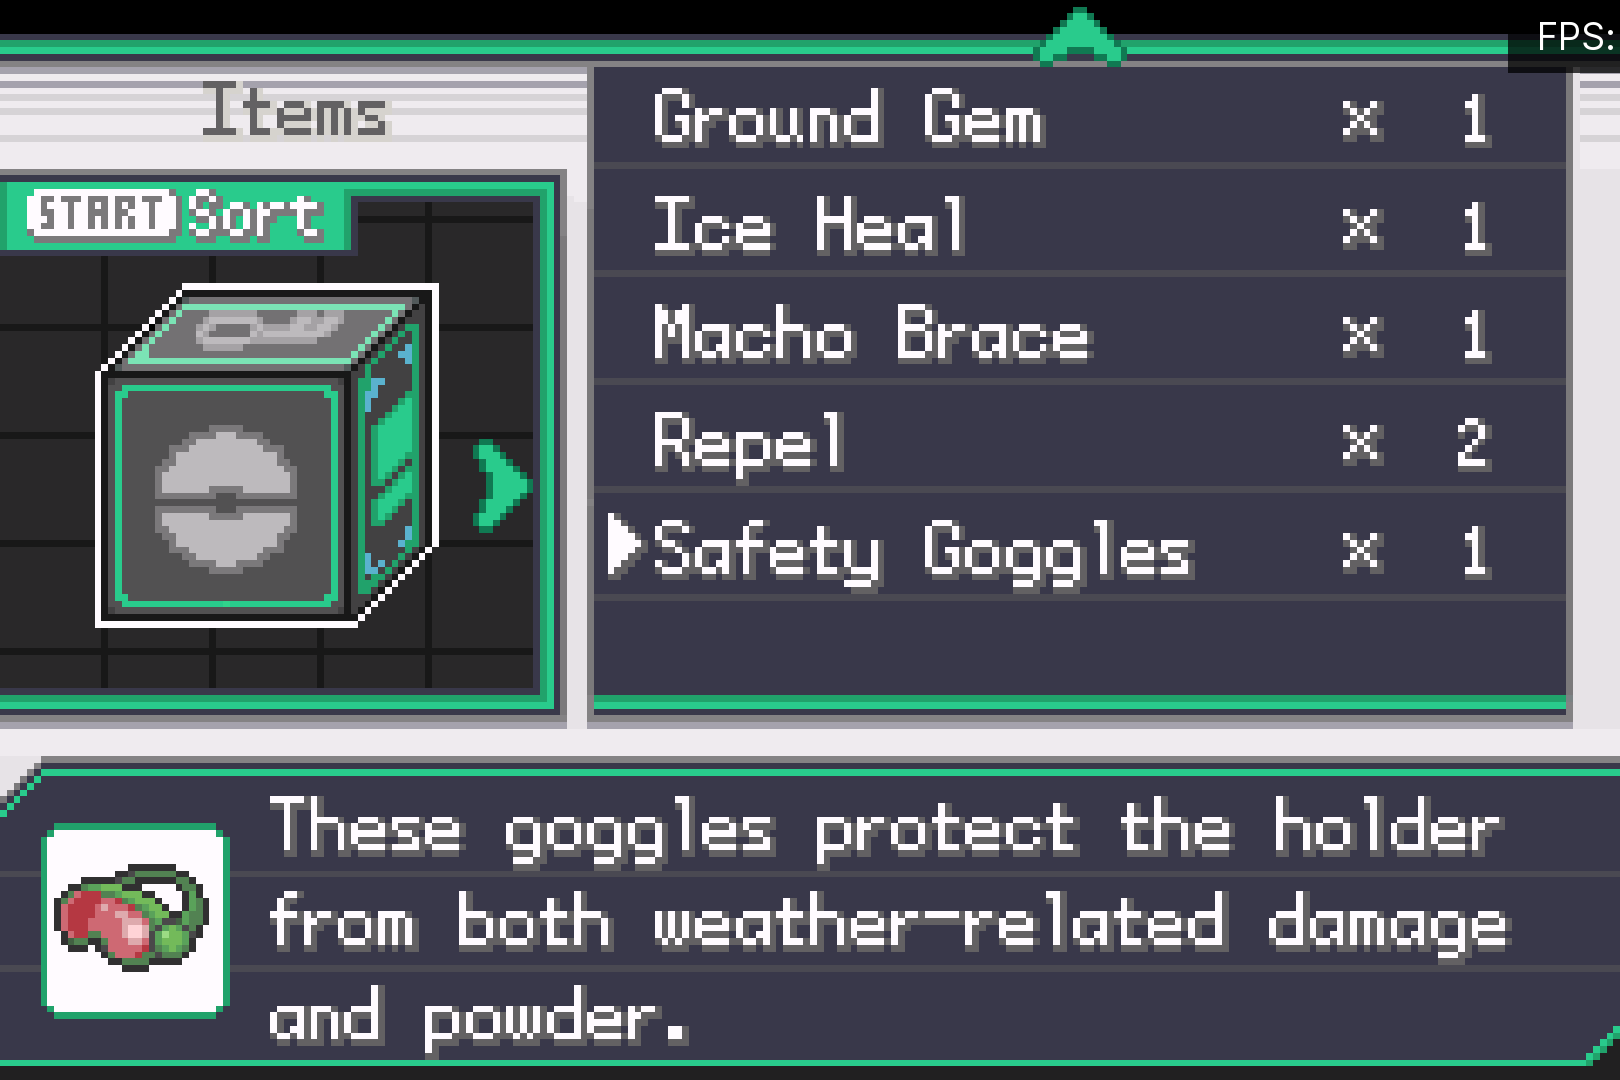 FPS:
Items
START Sort
Ground Gem × 1
Ice Heal × 1
Macho Brace × 1
Repel × 2
Safety Goggles × 1
These goggles protect the holder
from both weather-related damage
and powder.